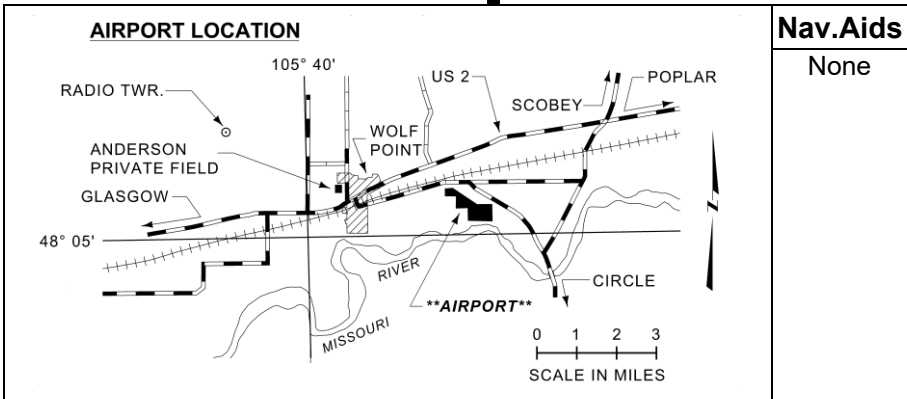 AIRPORT LOCATION
Nav.Aids
None
105° 40'
US 2
POPLAR
RADIO TWR.
SCOBEY
WOLF
POINT
ANDERSON
PRIVATE FIELD
GLASGOW
48° 05'
N
RIVER
CIRCLE
**AIRPORT**
MISSOURI
0 1 2 3
SCALE IN MILES